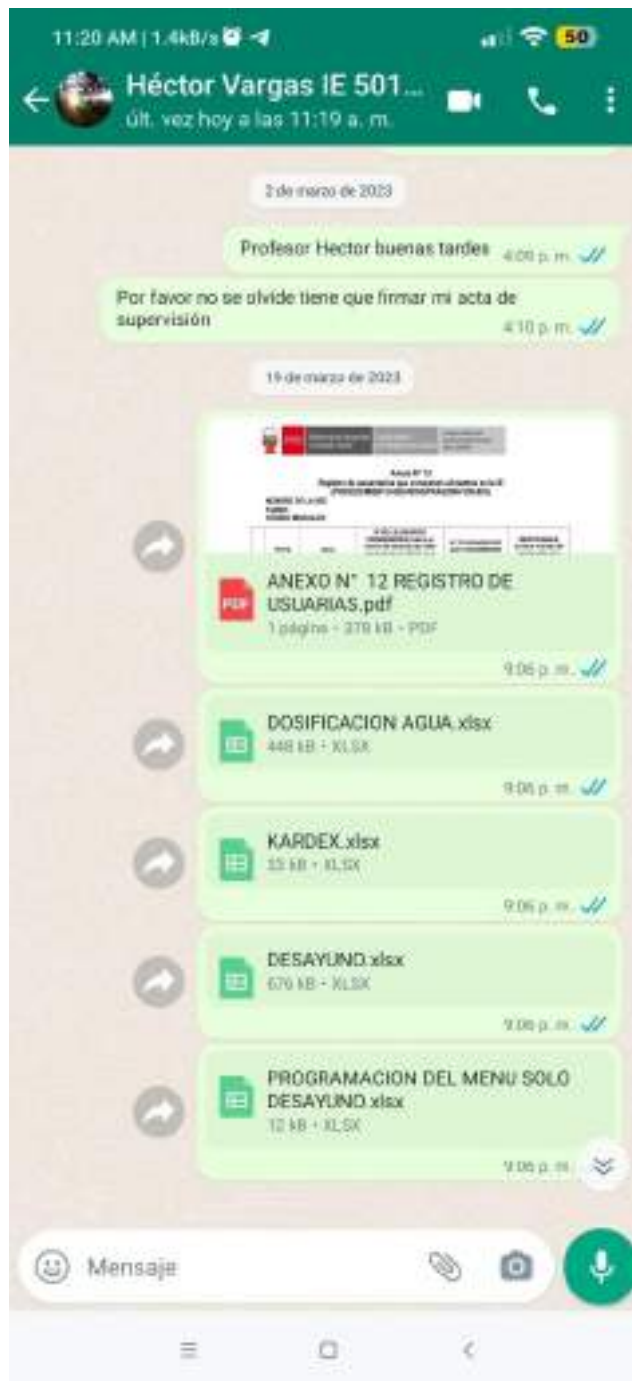 11:20 AM | 1.4kB/s
50
Héctor Vargas IE 501...
últ. vez hoy a las 11:19 a. m.
2 de marzo de 2023
Profesor Hector buenas tardes 4:09 p. m.
Por favor no se olvide tiene que firmar mi acta de
supervisión
4:10 p. m.
19 de marzo de 2023
Anexo N° 12
PDF
ANEXO N° 12 REGISTRO DE
USUARIAS.pdf
1 página • 378 kB • PDF
9:06 p. m.
DOSIFICACION AGUA.xlsx
448 kB • XLSX
9:06 p. m.
KARDEX.xlsx
kB • XLSX
9:06 p. m.
DESAYUNO.xlsx
676 kB • XLSX
9:06 p. m.
PROGRAMACION DEL MENU SOLO
DESAYUNO.xlsx
12 kB • XLSX
9:06 p. m.
Mensaje